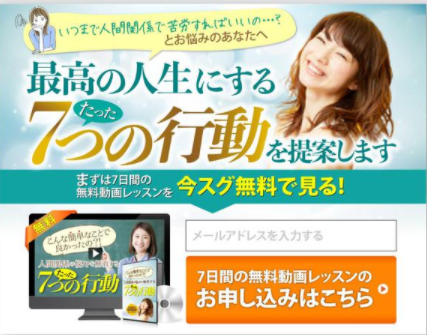 いつまで人間関係で苦労すればいいの…?
とお悩みのあなたへ
最高の人生にする
たった
7つの行動を提案します
まずは7日間の
無料動画レッスンを 今スグ無料で見る!
無料
こんな簡単なことで
良かったの?!
たった
7つの行動
メールアドレスを入力する
7日間の無料動画レッスンの
お申し込みはこちら